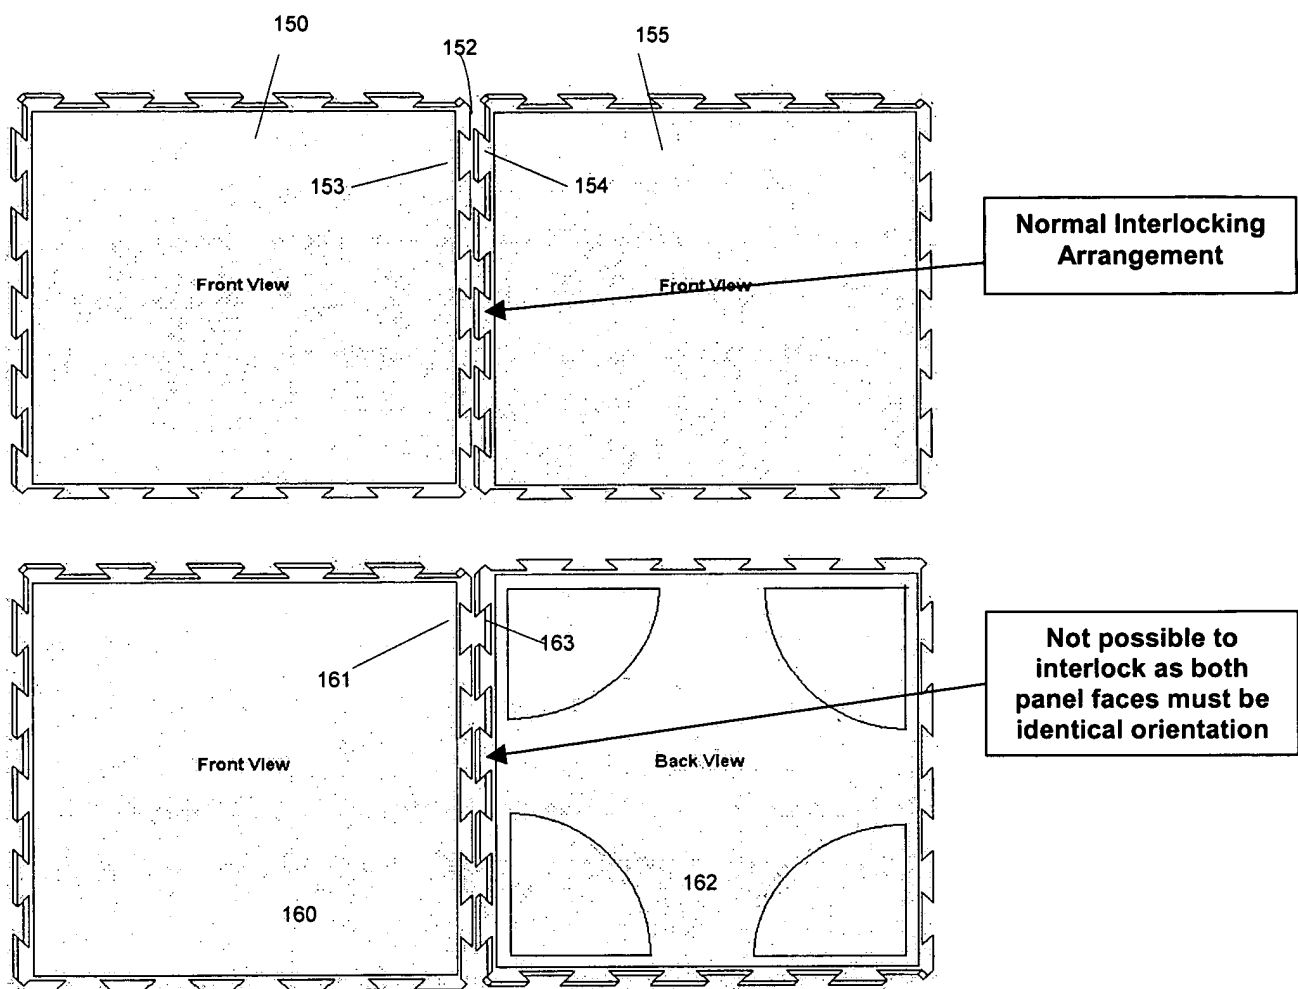 150
152
155
153
154
Normal Interlocking
Arrangement
Front View
Front View
163
161
Not possible to
interlock as both
panel faces must be
identical orientation
Front View
Back View
162
160